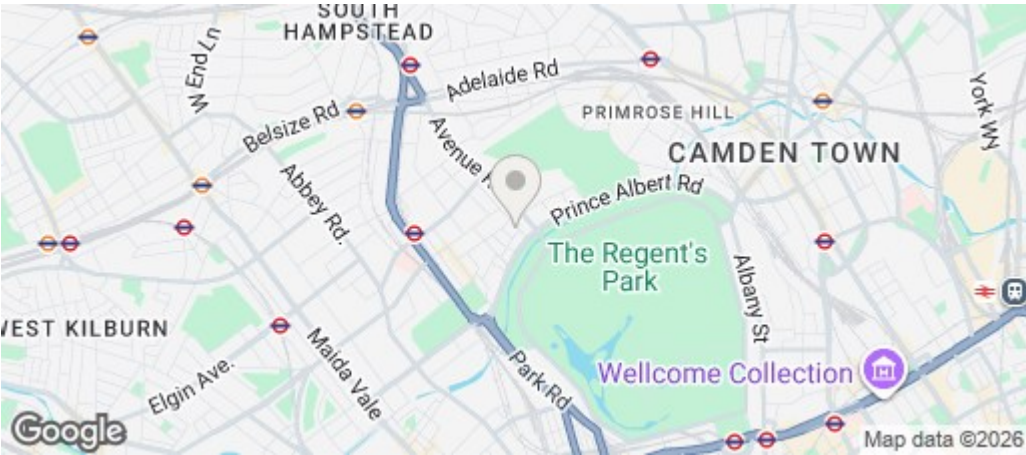 SOUTH
HAMPSTEAD
W End Ln
Adelaide Rd
York Wy
Belsize Rd
PRIMROSE HILL
Avenue R
CAMDEN TOWN
Abbey Rd.
Prince Albert Rd
The Regent's
Park
Albany St
WEST KILBURN
Maida Vale
Park Rd
Wellcome Collection
Elgin Ave.
Google
Map data ©2026